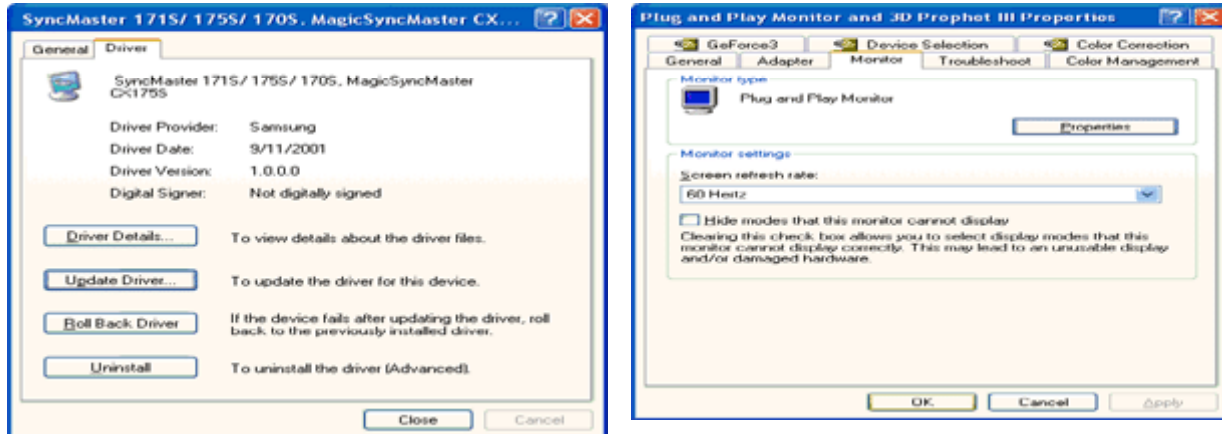 SyncMaster 171S/ 175S/ 170S, MagicSyncMaster CX...
General
Driver
SyncMaster 171S/ 175S/ 170S, MagicSyncMaster
CX175S
Driver Provider:
Samsung
Driver Date:
9/11/2001
Driver Version:
1.0.0.0
Digital Signer:
Not digitally signed
Driver Details...
To view details about the driver files.
Update Driver...
To update the driver for this device.
Roll Back Driver
If the device fails after updating the driver, roll
back to the previously installed driver.
Uninstall
To uninstall the driver (Advanced).
Close
Cancel
Plug and Play Monitor and 3D Prophet III Properties
GeForce3
Device Selection
Color Correction
General
Adapter
Monitor
Troubleshoot
Color Management
Monitor type
Plug and Play Monitor
Properties
Monitor settings
Screen refresh rate:
60 Hertz
Hide modes that this monitor cannot display
Clearing this check box allows you to select display modes that this
monitor cannot display correctly. This may lead to an unusable display
and/or damaged hardware.
OK
Cancel
Apply